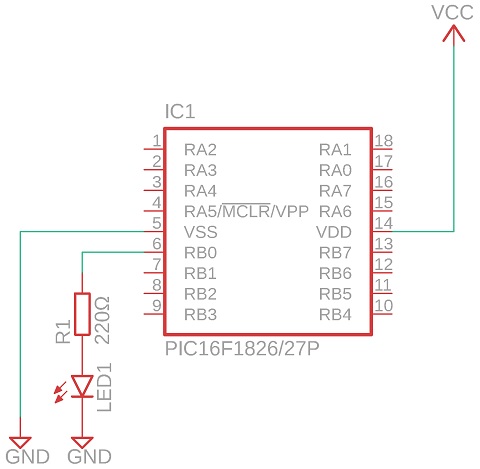 VCC
IC1
1 RA2 RA1 18
2 RA3 RA0 17
3 RA4 RA7 16
4 RA5/MCLR/VPP RA6 15
5 VSS VDD 14
6 RB0 RB7 13
7 RB1 RB6 12
8 RB2 RB5 11
9 RB3 RB4 10
PIC16F1826/27P
R1
220Ω
LED1
GND GND